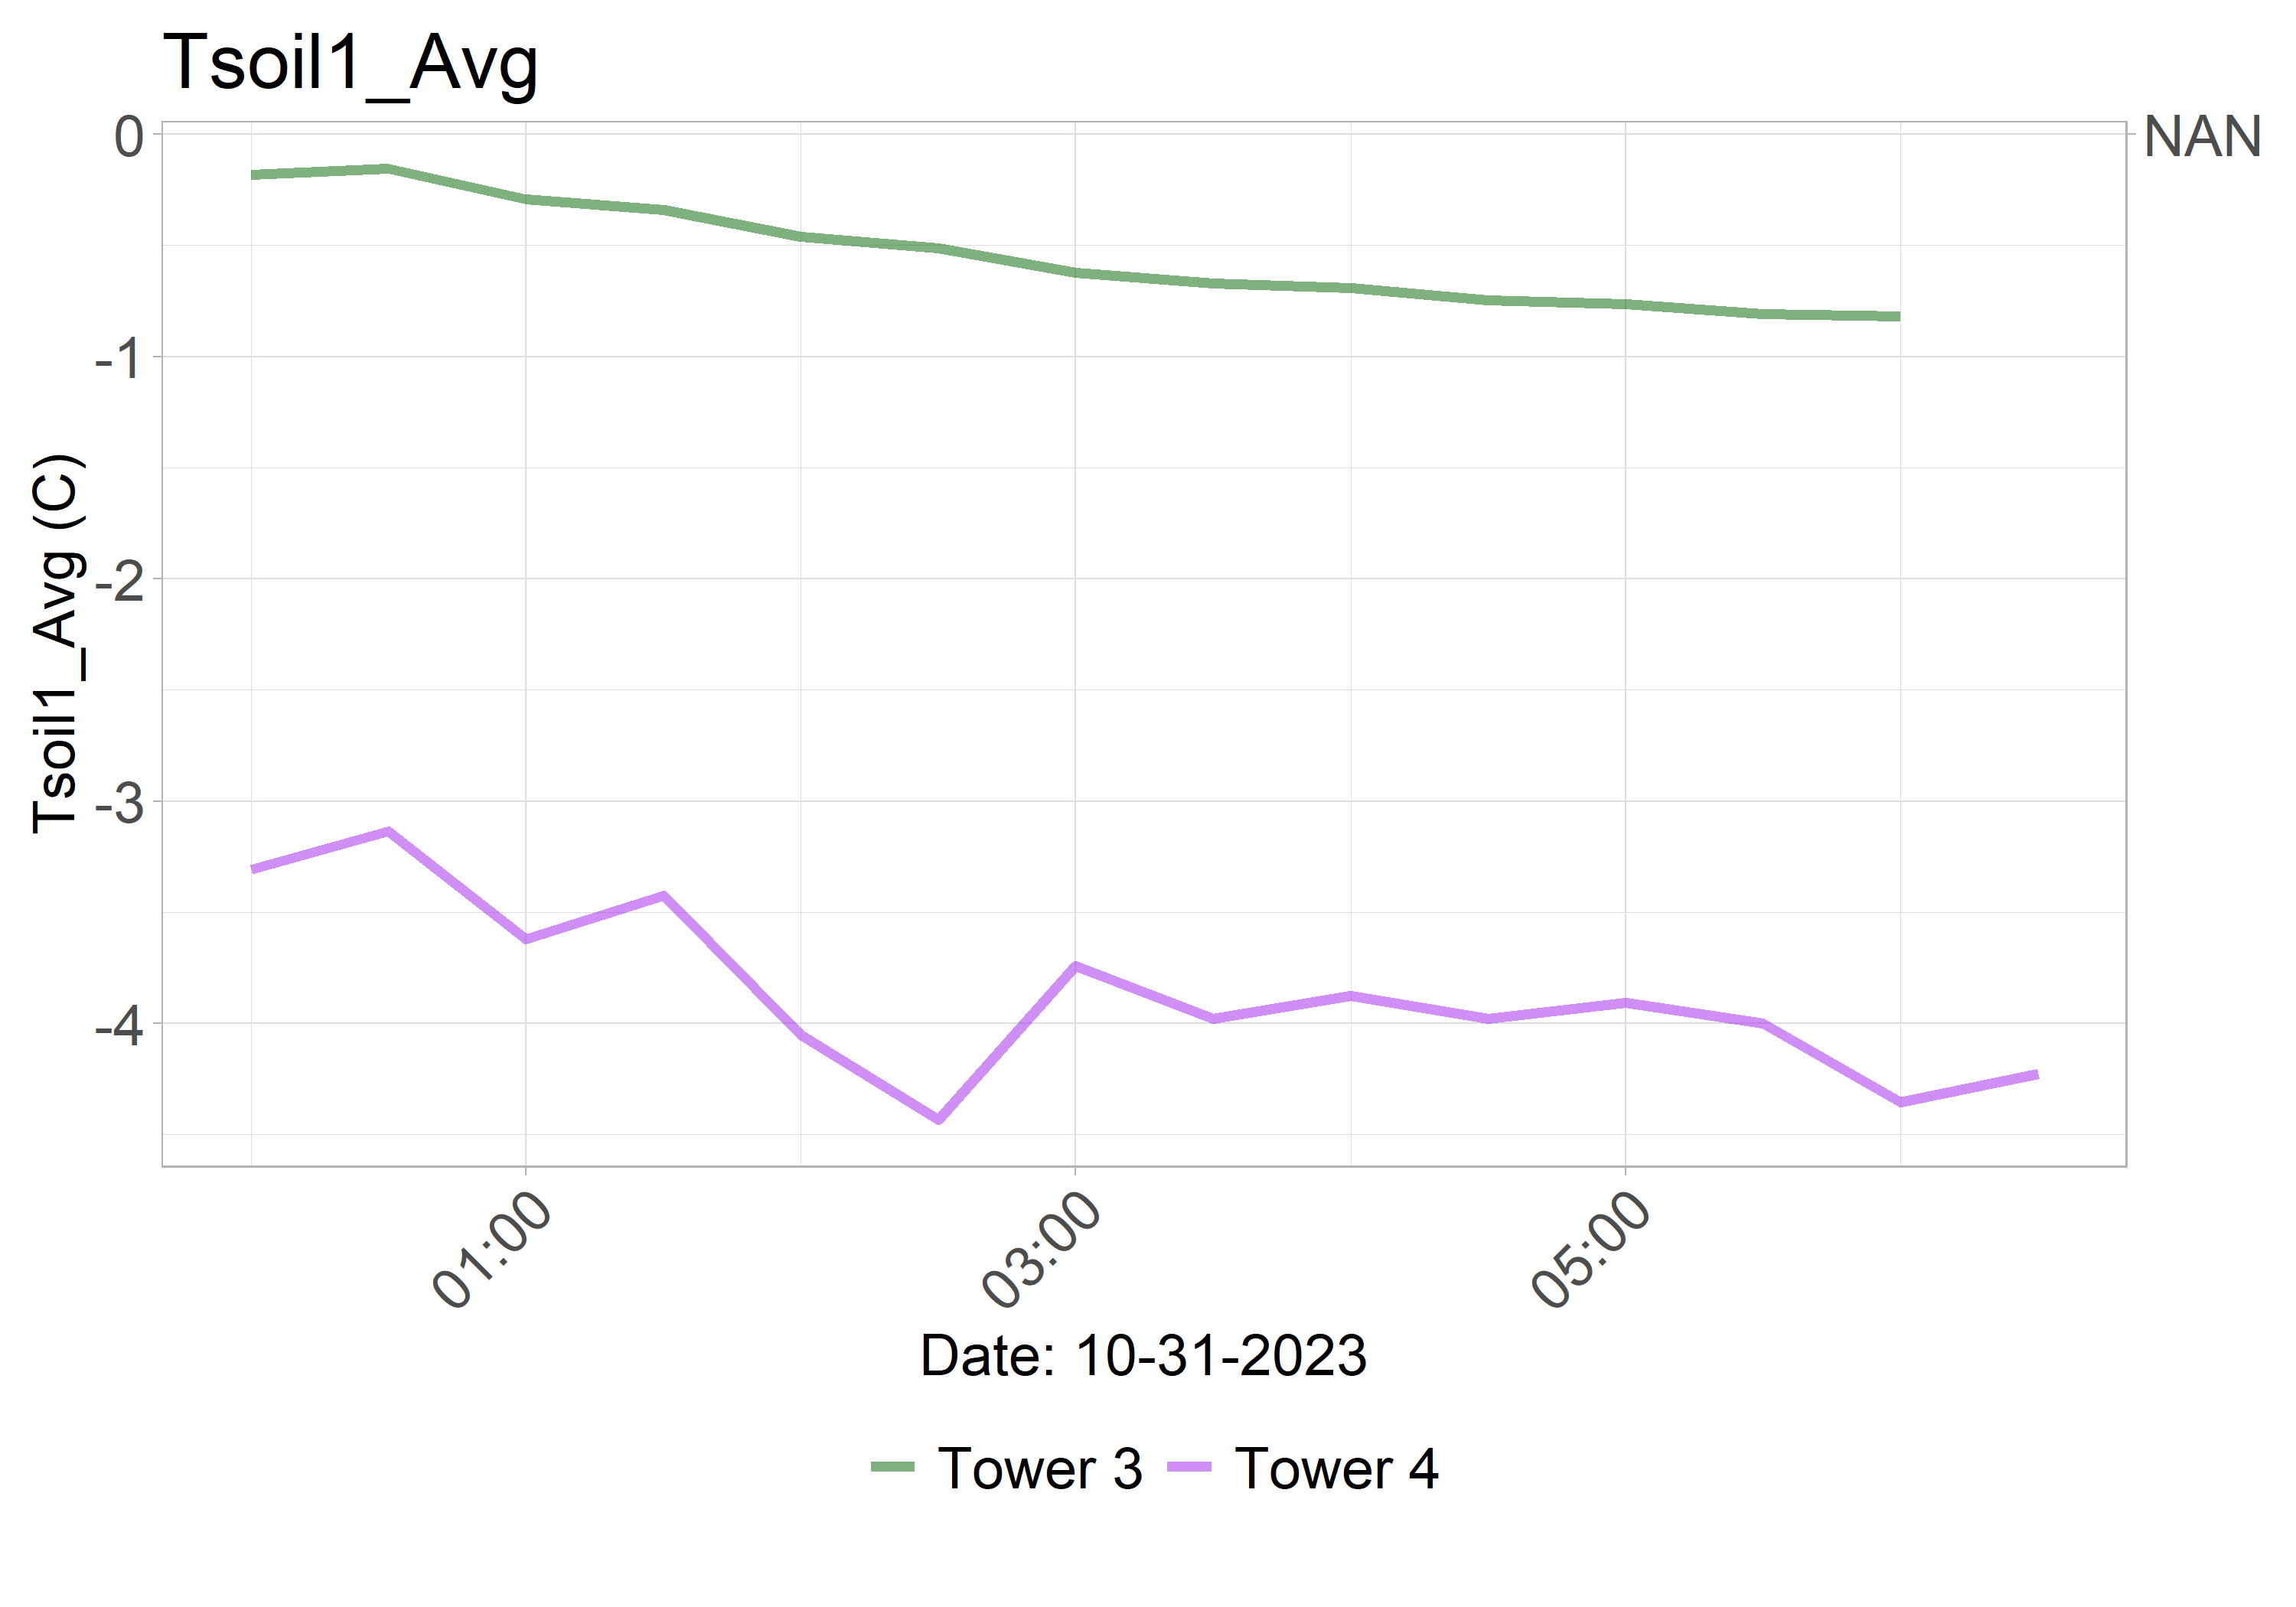 Tsoil1_Avg
0
NAN
-1
-2
-3
-4
Tsoil1_Avg (C)
01:00
03:00
05:00
Date: 10-31-2023
Tower 3
Tower 4